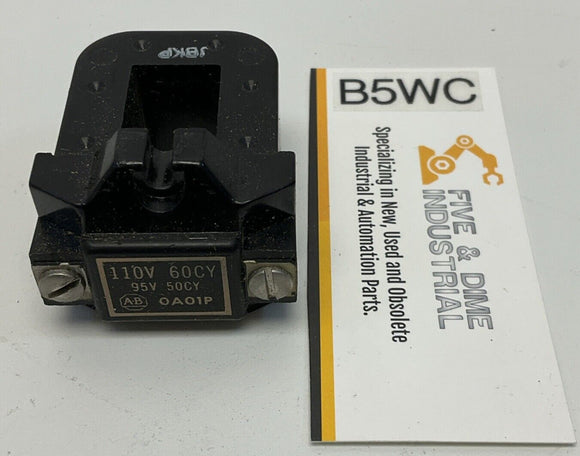 JBKP
110V 60CY
95V 50CY
AB OA01P
B5WC
FIVE & DIME
INDUSTRIAL
Specializing in New, Used and Obsolete
Industrial & Automation Parts.